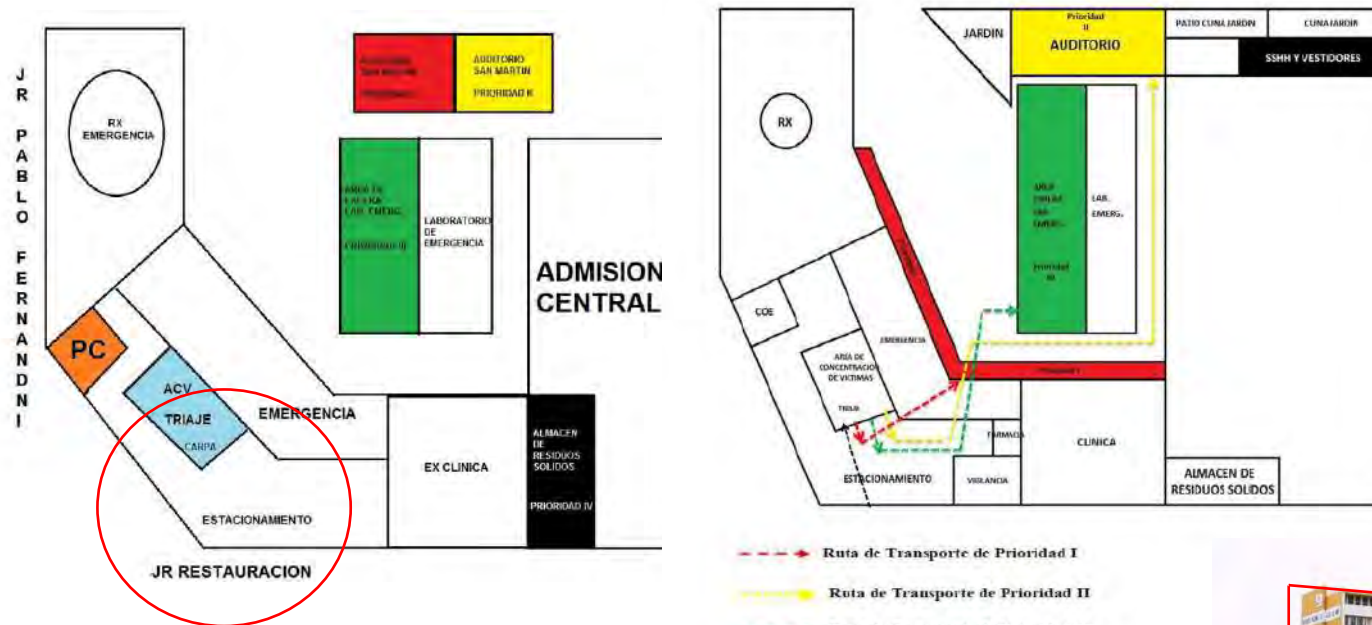 JR PABLO FERNANDNI
RX
EMERGENCIA
AUDITORIO
SAN MARTIN
PRIORIDAD II
LABORATORIO
DE
EMERGENCIA
ADMISION
CENTRAL
PC
ACV
TRIAJE
CARPA
EMERGENCIA
EX CLINICA
ALMACEN
DE
RESIDUOS
SOLIDOS
PRIORIDAD IV
ESTACIONAMIENTO
JR RESTAURACION
JARDIN
Prioridad
II
AUDITORIO
PATIO CUNA JARDIN
CUNA JARDIN
SSHH Y VESTIDORES
RX
LAB.
EMERG.
Prioridad
III
COE
EMERGENCIA
AREA DE
CONCENTRACION
DE VICTIMAS
TRIAJE
FARMACIA
CLINICA
ESTACIONAMIENTO
VIGILANCIA
ALMACEN DE
RESIDUOS SOLIDOS
Ruta de Transporte de Prioridad I
Ruta de Transporte de Prioridad II